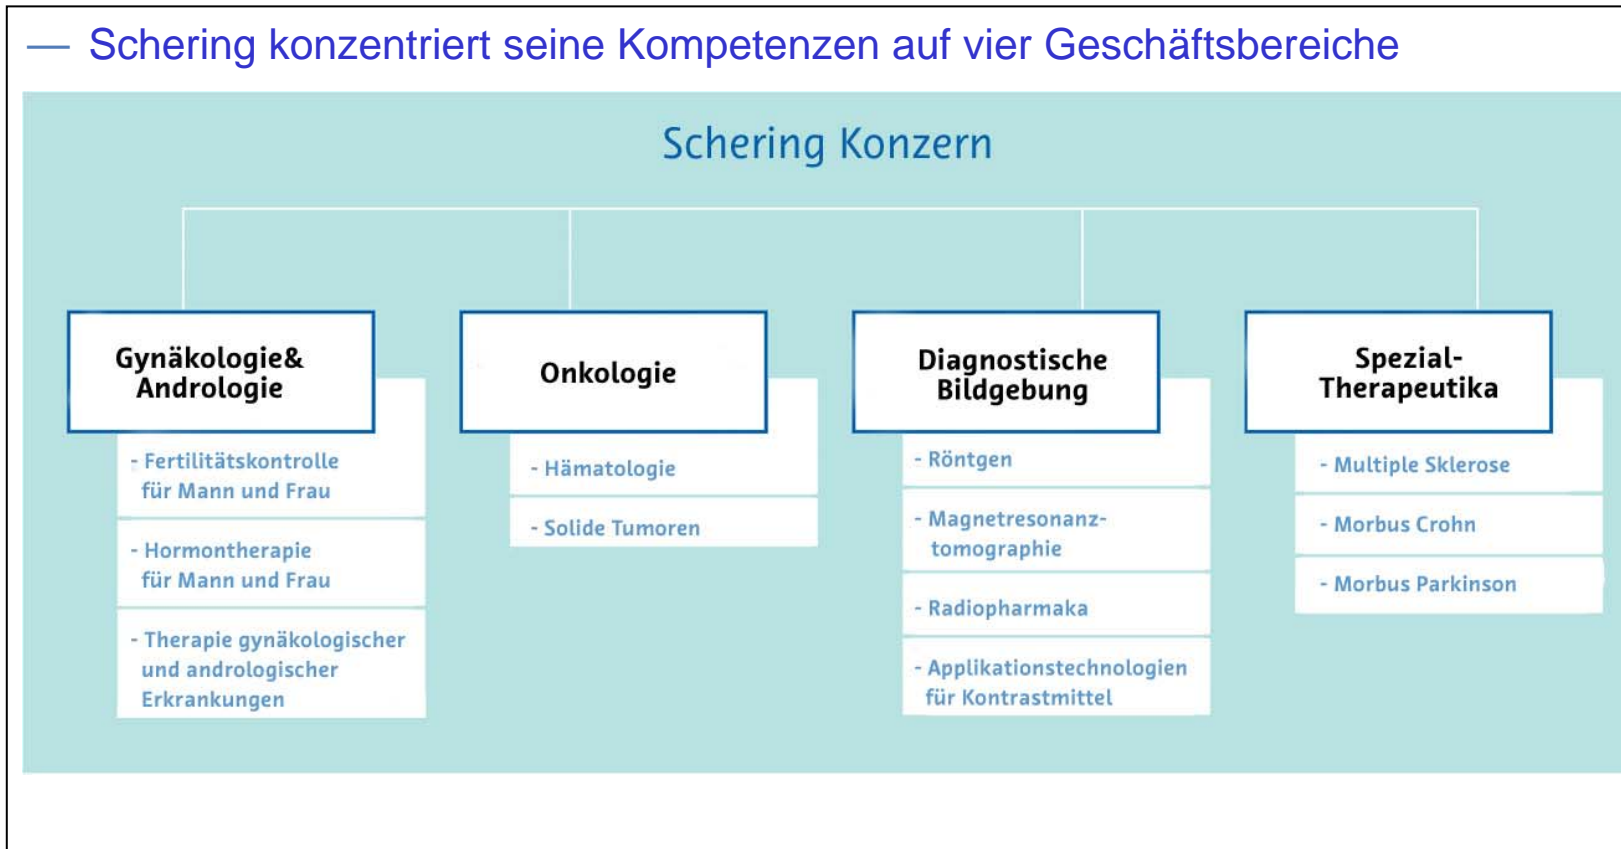 — Schering konzentriert seine Kompetenzen auf vier Geschäftsbereiche
Schering Konzern
Gynäkologie&
Andrologie
- Fertilitätskontrolle
für Mann und Frau
- Hormontherapie
für Mann und Frau
- Therapie gynäkologischer
und andrologischer
Erkrankungen
Onkologie
- Hämatologie
- Solide Tumoren
Diagnostische
Bildgebung
- Röntgen
- Magnetresonanz-
tomographie
- Radiopharmaka
- Applikationstechnologien
für Kontrastmittel
Spezial-
Therapeutika
- Multiple Sklerose
- Morbus Crohn
- Morbus Parkinson